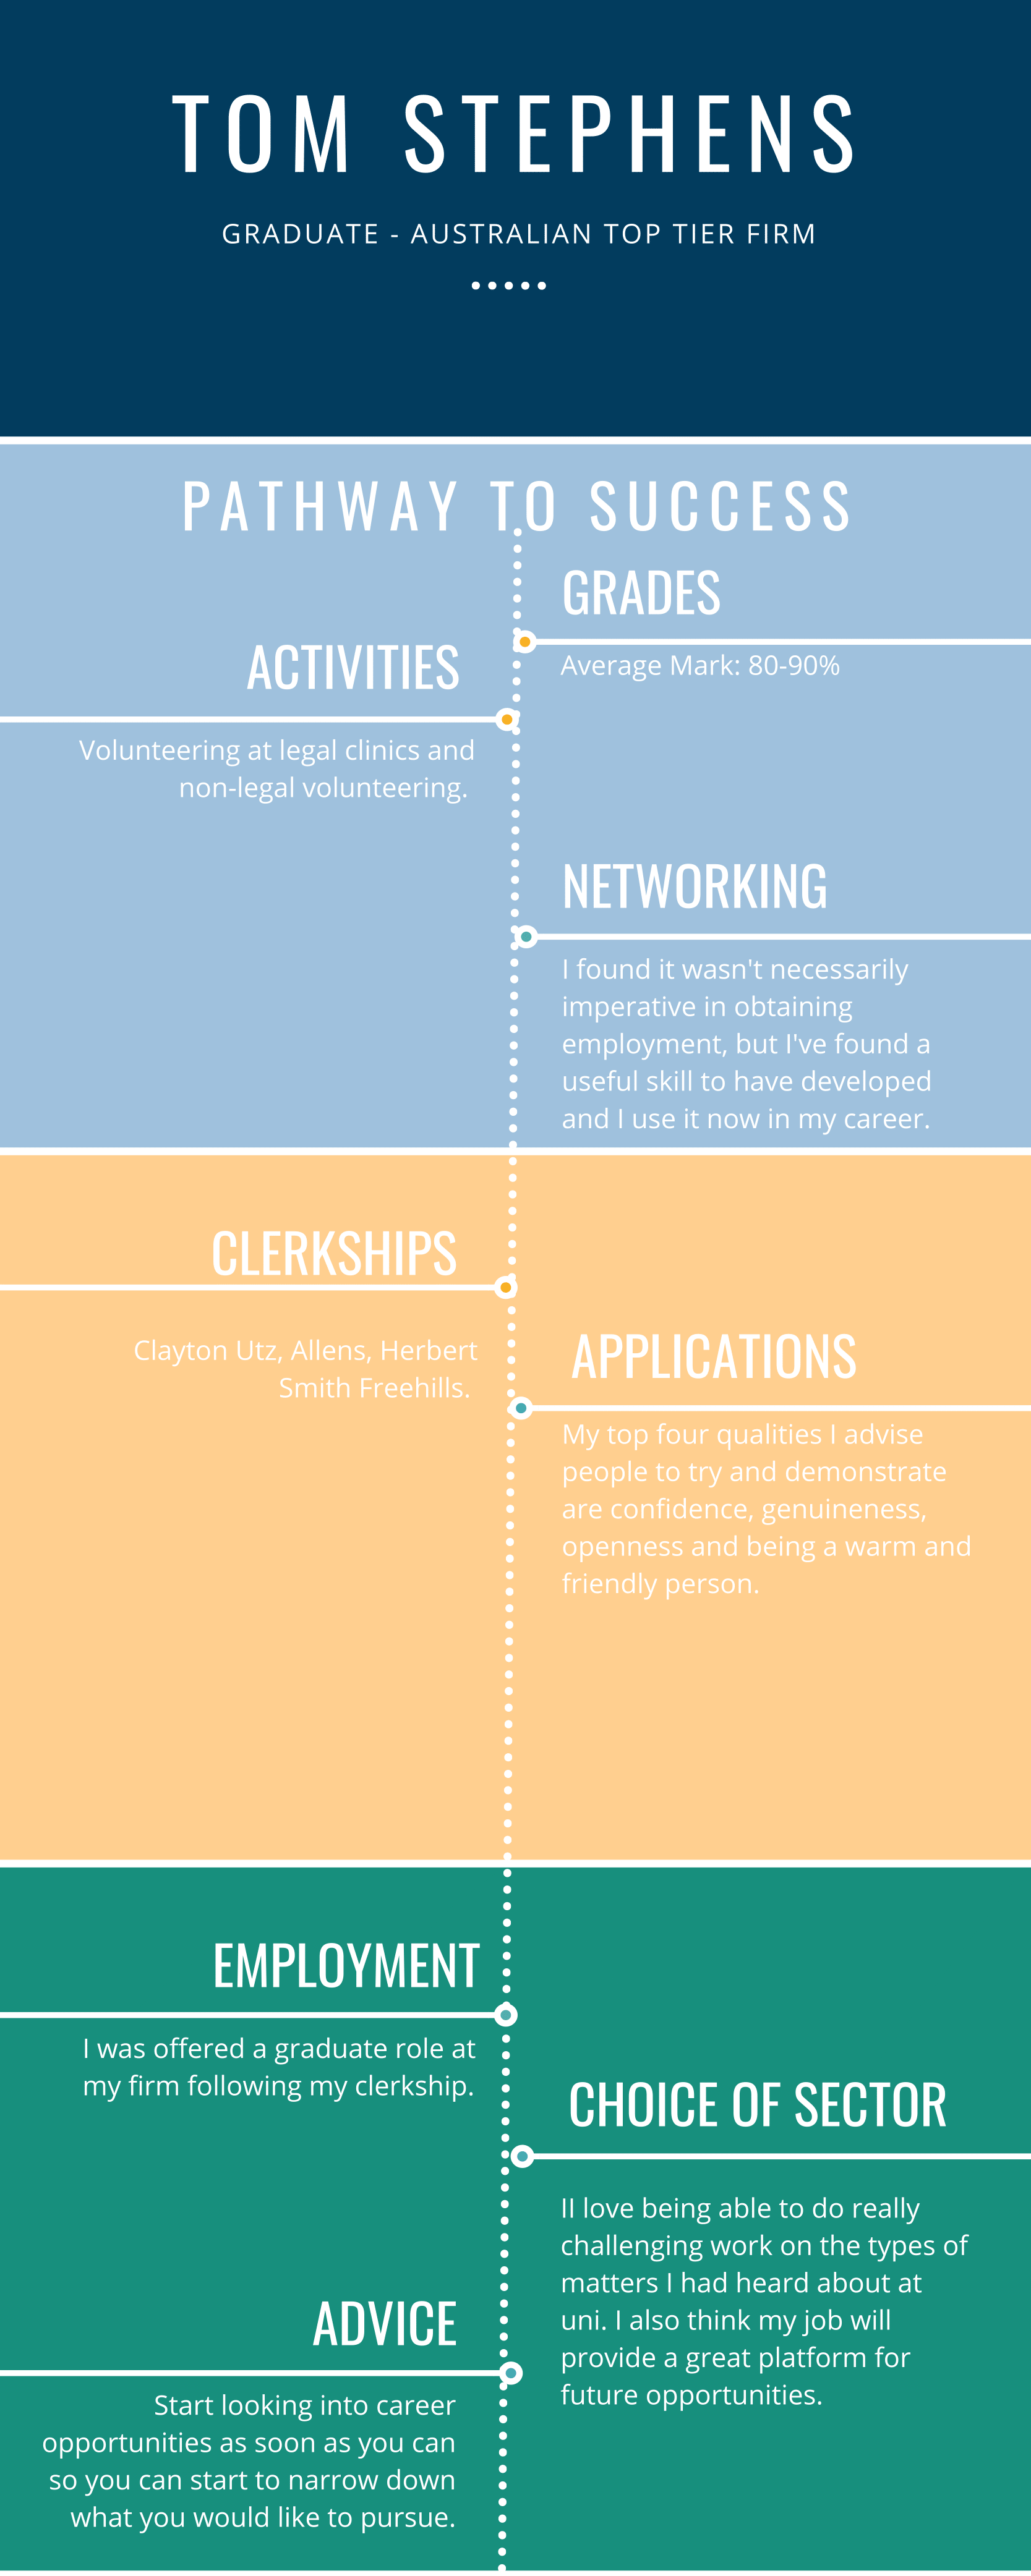 TOM STEPHENS
GRADUATE - AUSTRALIAN TOP TIER FIRM
PATHWAY TO SUCCESS
GRADES
Average Mark: 80-90%
ACTIVITIES
Volunteering at legal clinics and
non-legal volunteering.
NETWORKING
I found it wasn't necessarily
imperative in obtaining
employment, but I've found a
useful skill to have developed
and I use it now in my career.
CLERKSHIPS
Clayton Utz, Allens, Herbert
Smith Freehills.
APPLICATIONS
My top four qualities I advise
people to try and demonstrate
are confidence, genuineness,
openness and being a warm and
friendly person.
EMPLOYMENT
I was offered a graduate role at
my firm following my clerkship.
CHOICE OF SECTOR
II love being able to do really
challenging work on the types of
matters I had heard about at
uni. I also think my job will
provide a great platform for
future opportunities.
ADVICE
Start looking into career
opportunities as soon as you can
so you can start to narrow down
what you would like to pursue.